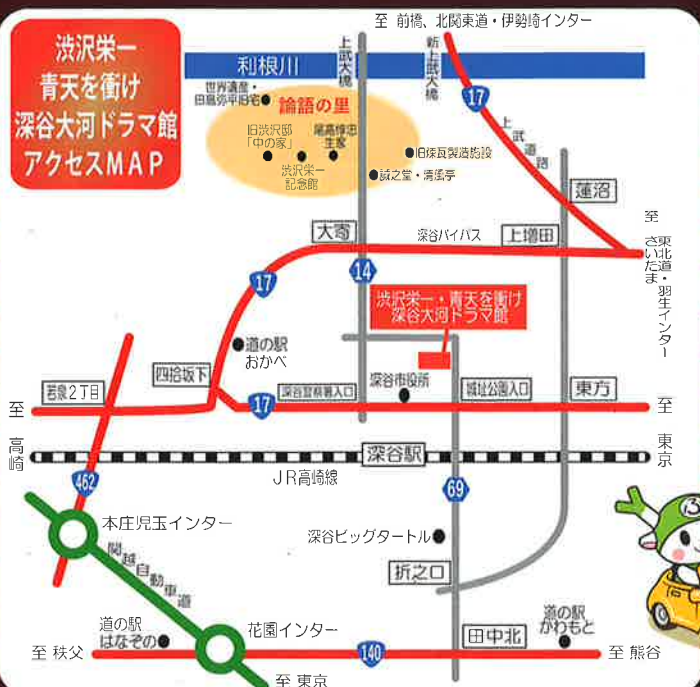 至 前橋、北関東道・伊勢崎インター
渋沢栄一
青天を衝け
深谷大河ドラマ館
アクセスMAP
上武大橋
新上武大橋
利根川
17
上武道路
世界遺産・
田島弥平旧宅
論語の里
旧渋沢邸
「中の家」
尾高惇忠
生家
渋沢栄一
記念館
旧煉瓦製造施設
誠之堂・清風亭
蓮沼
大寄
深谷バイパス
上増田
至 東北道・羽生インター
さいたま
17
14
渋沢栄一・青天を衝け
深谷大河ドラマ館
道の駅
おかべ
四拾坂下
若泉2丁目
深谷警察署入口
深谷市役所
城址公園入口
東方
至 高崎
17
至 東京
深谷駅
JR高崎線
462
69
本庄児玉インター
関越自動車道
深谷ビッグタートル
折之口
道の駅
はなぞの
花園インター
田中北
道の駅
かわもと
至 秩父
140
至 熊谷
至 東京